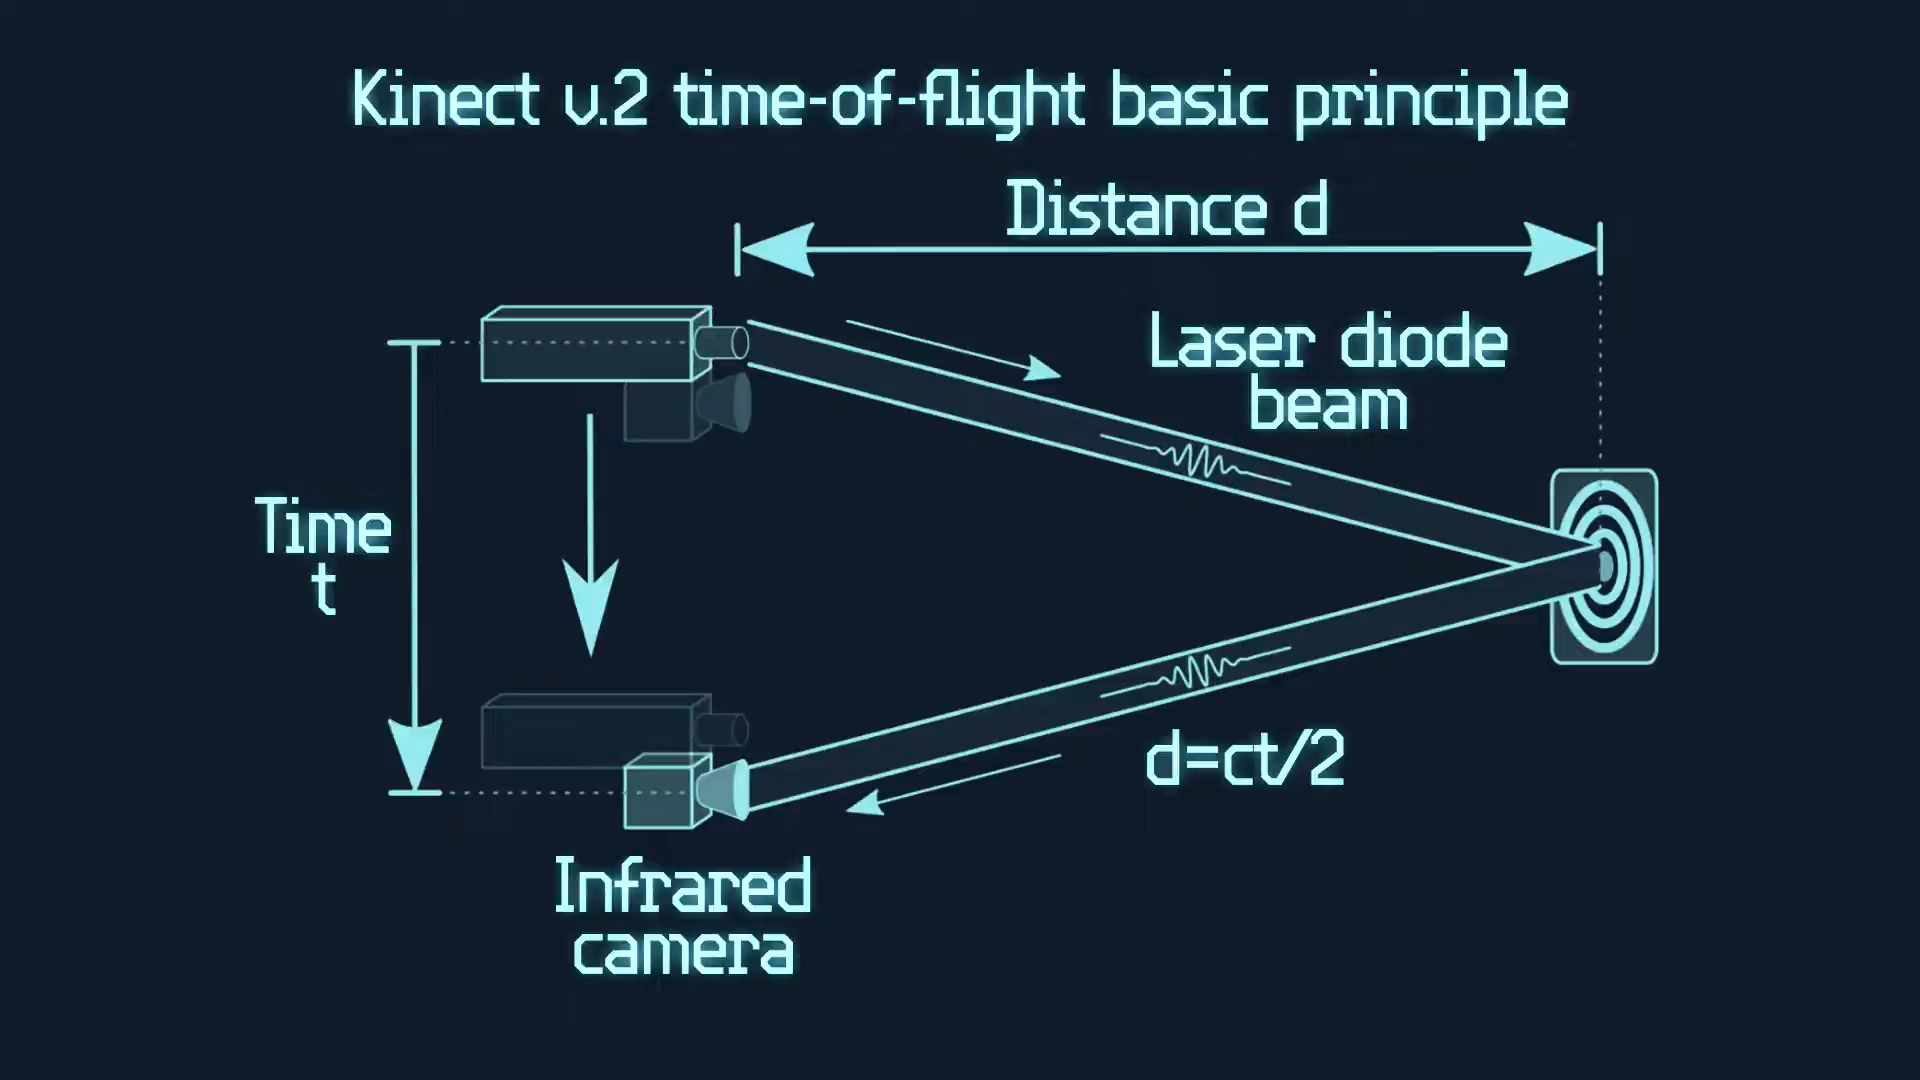 Kinect v.2 time-of-flight basic principle
Distance d
Laser diode
beam
Time
t
d=ct/2
Infrared
camera